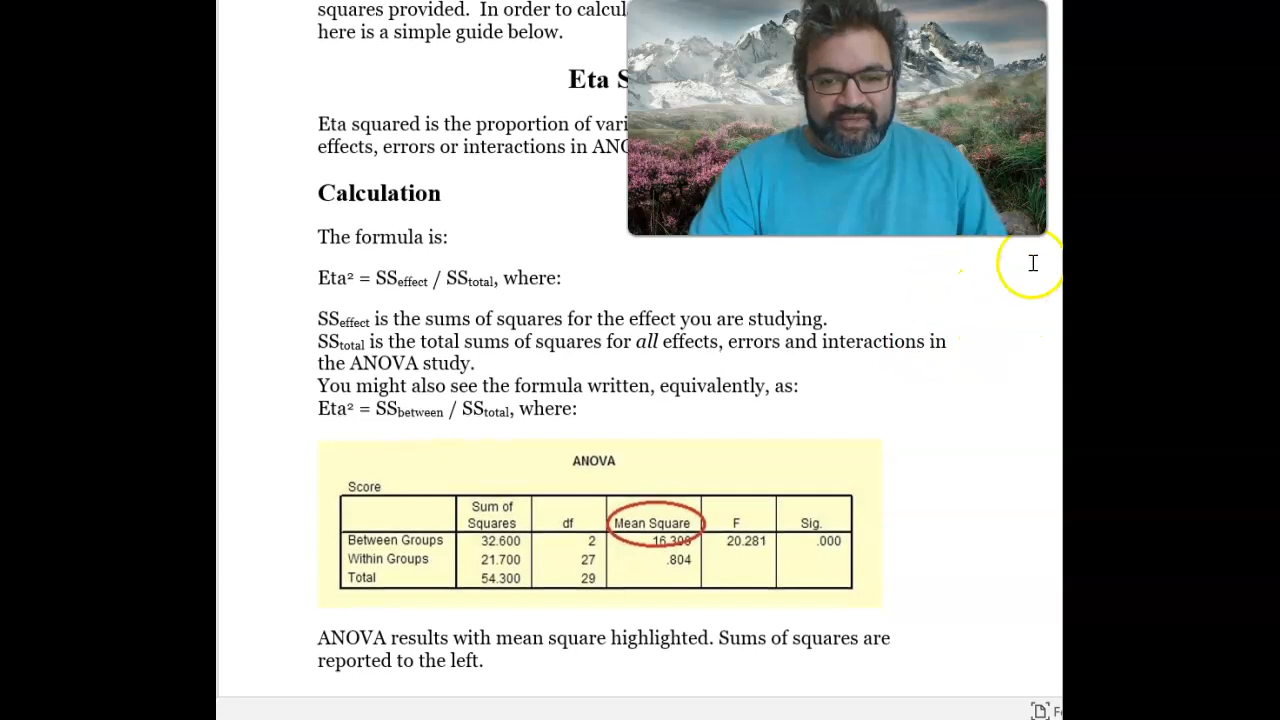 squares provided. In order to
here is a simple guide below.
Eta
Eta squared is the proportion of
effects, errors or interactions in
Calculation
The formula is:
Eta² = SSeffect / SStotal, where:
SSeffect is the sums of squares for the effect you are studying.
SStotal is the total sums of squares for all effects, errors and interactions in
the ANOVA study.
You might also see the formula written, equivalently, as:
Eta² = SSbetween / SStotal, where:
ANOVA
Score
Sum of Squares df Mean Square F Sig.
Between Groups 32.600 2 16.300 20.281 .000
Within Groups 21.700 27 .804
Total 54.300 29
ANOVA results with mean square highlighted. Sums of squares are
reported to the left.